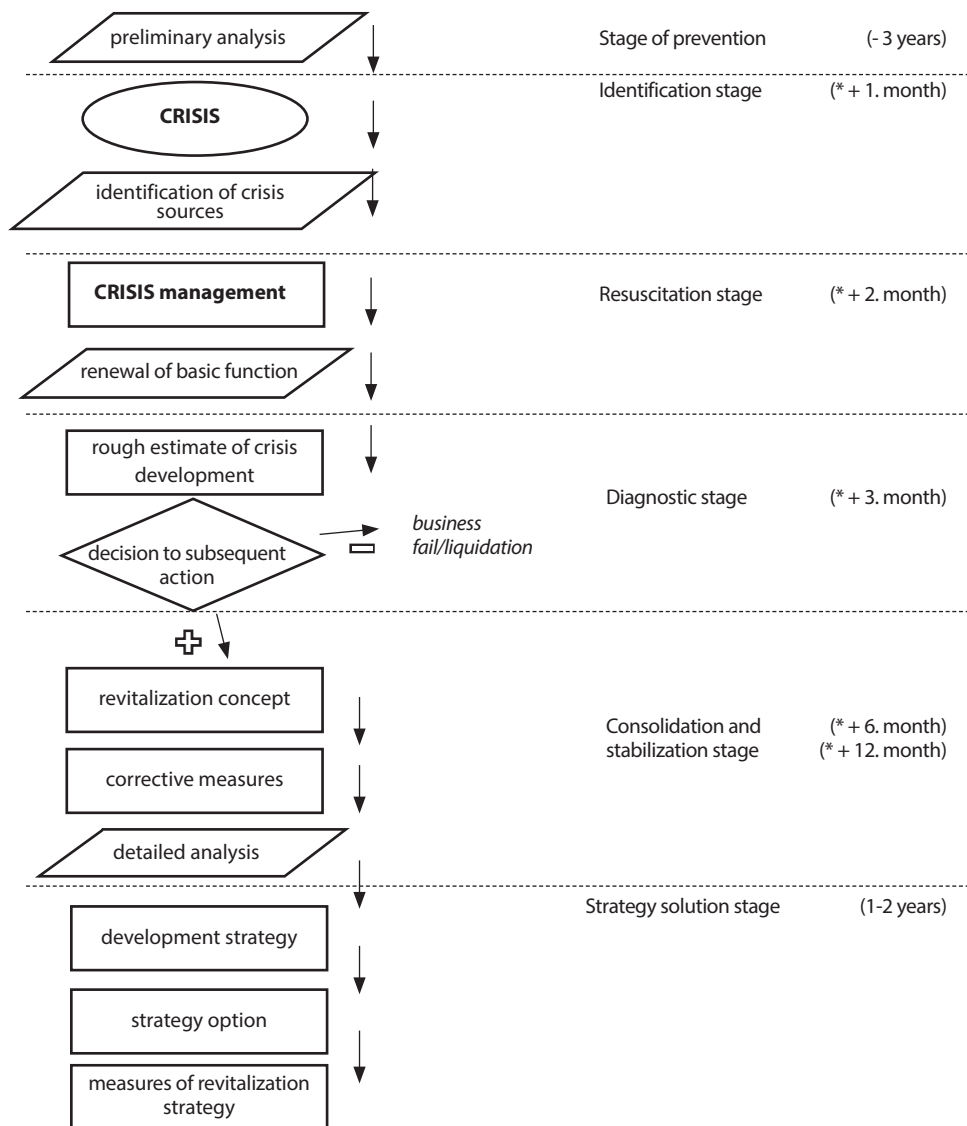 preliminary analysis
Stage of prevention
(- 3 years)
Identification stage
(* + 1. month)
CRISIS
identification of crisis
sources
CRISIS management
Resuscitation stage
(* + 2. month)
renewal of basic function
rough estimate of crisis
development
Diagnostic stage
(* + 3. month)
business
fail/liquidation
decision to subsequent
action
revitalization concept
Consolidation and
stabilization stage
(* + 6. month)
(* + 12. month)
corrective measures
detailed analysis
Strategy solution stage
(1-2 years)
development strategy
strategy option
measures of revitalization
strategy